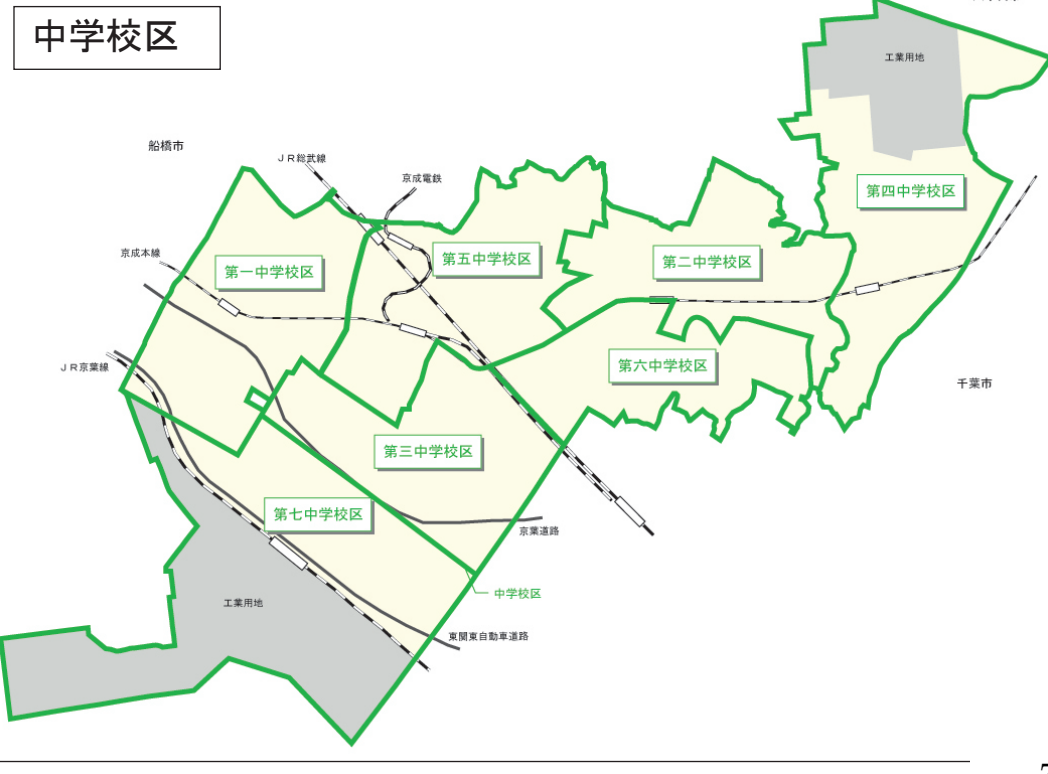 中学校区
工業用地
船橋市
JR総武線
京成電鉄
第四中学校区
京成本線
第一中学校区
第五中学校区
第二中学校区
JR京葉線
第六中学校区
千葉市
第三中学校区
第七中学校区
京葉道路
中学校区
工業用地
東関東自動車道路